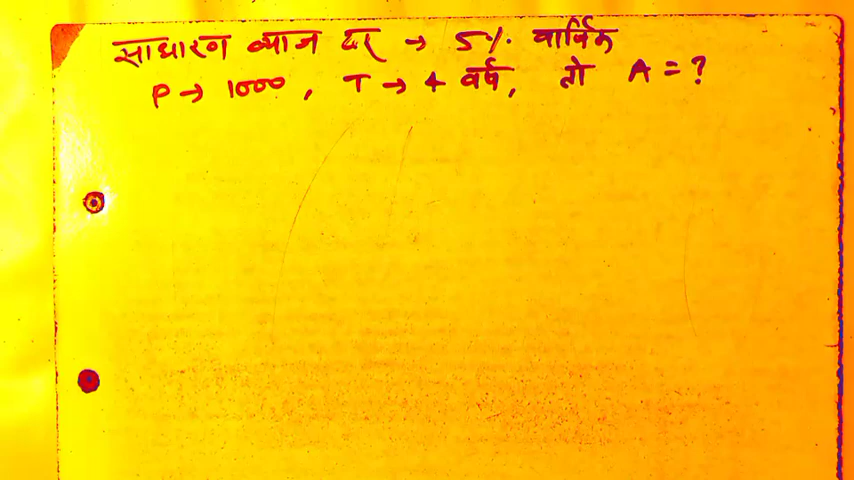 साधारण ब्याज दर → 5% वार्षिक
P → 1000, T → 4 वर्ष, तो A = ?